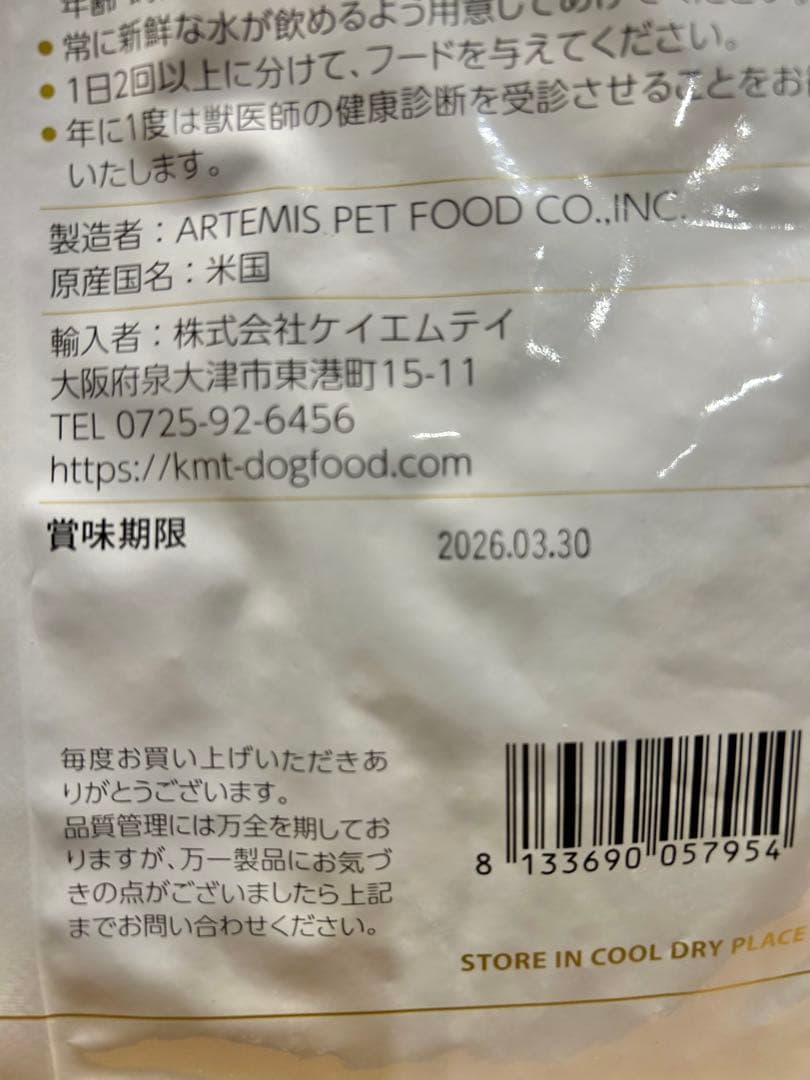 年齢
●常に新鮮な水が飲めるよう用意してあげてください。
●1日2回以上に分けて、フードを与えてください。
●年に1度は獣医師の健康診断を受診させることをお
いたします。
製造者：ARTEMIS PET FOOD CO.,INC.
原産国名：米国
輸入者：株式会社ケイエムテイ
大阪府泉大津市東港町15-11
TEL 0725-92-6456
https://kmt-dogfood.com
賞味期限 2026.03.30
毎度お買い上げいただきあ
りがとうございます。
品質管理には万全を期してお
りますが、万一製品にお気づ
きの点がございましたら上記
までお問い合わせください。
8 133690 057954
STORE IN COOL DRY PLACE